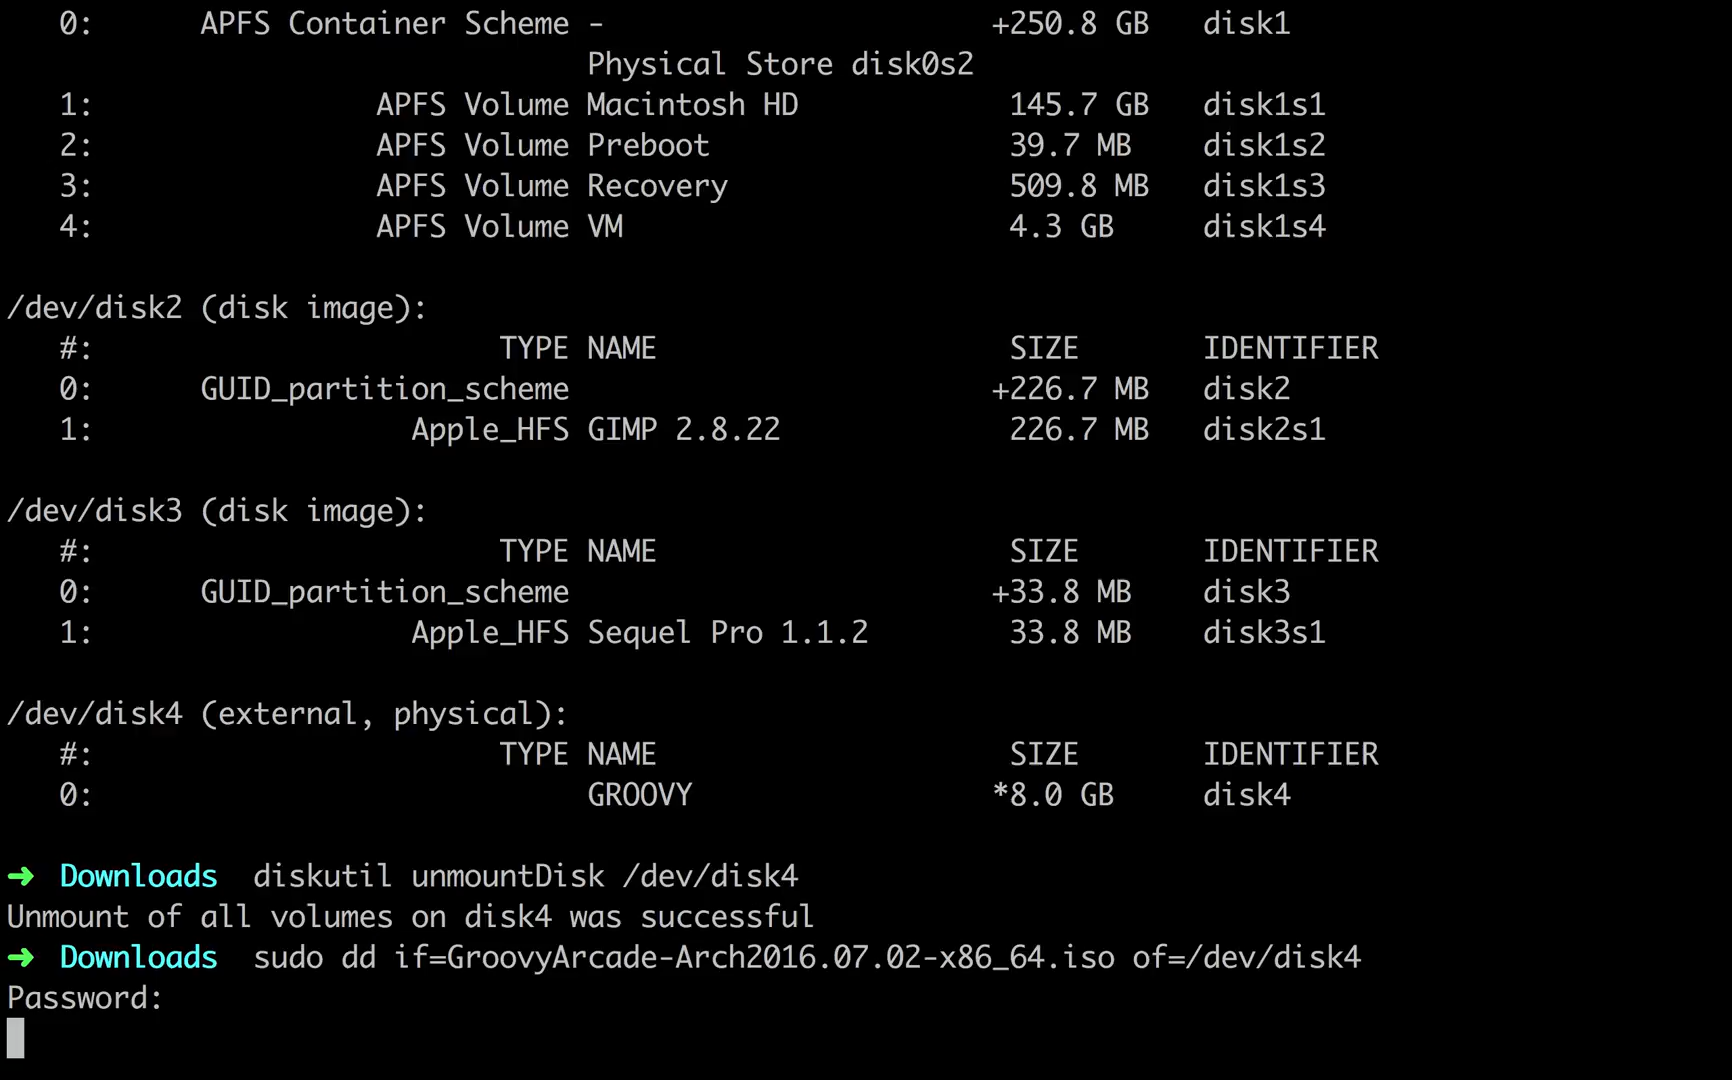 0: APFS Container Scheme - +250.8 GB disk1
Physical Store disk0s2
1: APFS Volume Macintosh HD 145.7 GB disk1s1
2: APFS Volume Preboot 39.7 MB disk1s2
3: APFS Volume Recovery 509.8 MB disk1s3
4: APFS Volume VM 4.3 GB disk1s4
/dev/disk2 (disk image):
#: TYPE NAME SIZE IDENTIFIER
0: GUID_partition_scheme +226.7 MB disk2
1: Apple_HFS GIMP 2.8.22 226.7 MB disk2s1
/dev/disk3 (disk image):
#: TYPE NAME SIZE IDENTIFIER
0: GUID_partition_scheme +33.8 MB disk3
1: Apple_HFS Sequel Pro 1.1.2 33.8 MB disk3s1
/dev/disk4 (external, physical):
#: TYPE NAME SIZE IDENTIFIER
0: GROOVY *8.0 GB disk4
➜ Downloads diskutil unmountDisk /dev/disk4
Unmount of all volumes on disk4 was successful
➜ Downloads sudo dd if=GroovyArcade-Arch2016.07.02-x86_64.iso of=/dev/disk4
Password: